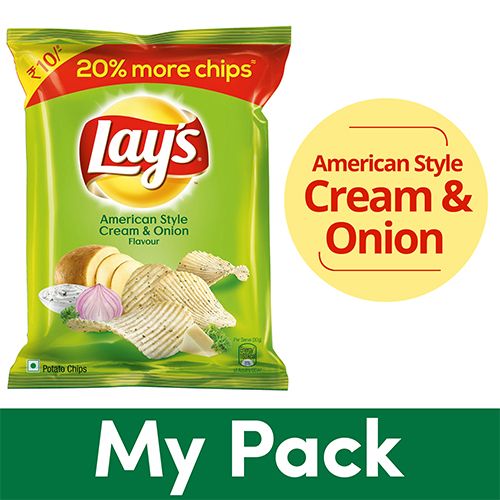 ₹10/-
20% more chips≈
Lay's
American Style
Cream & Onion
Flavour
American Style
Cream &
Onion
Potato Chips
My Pack